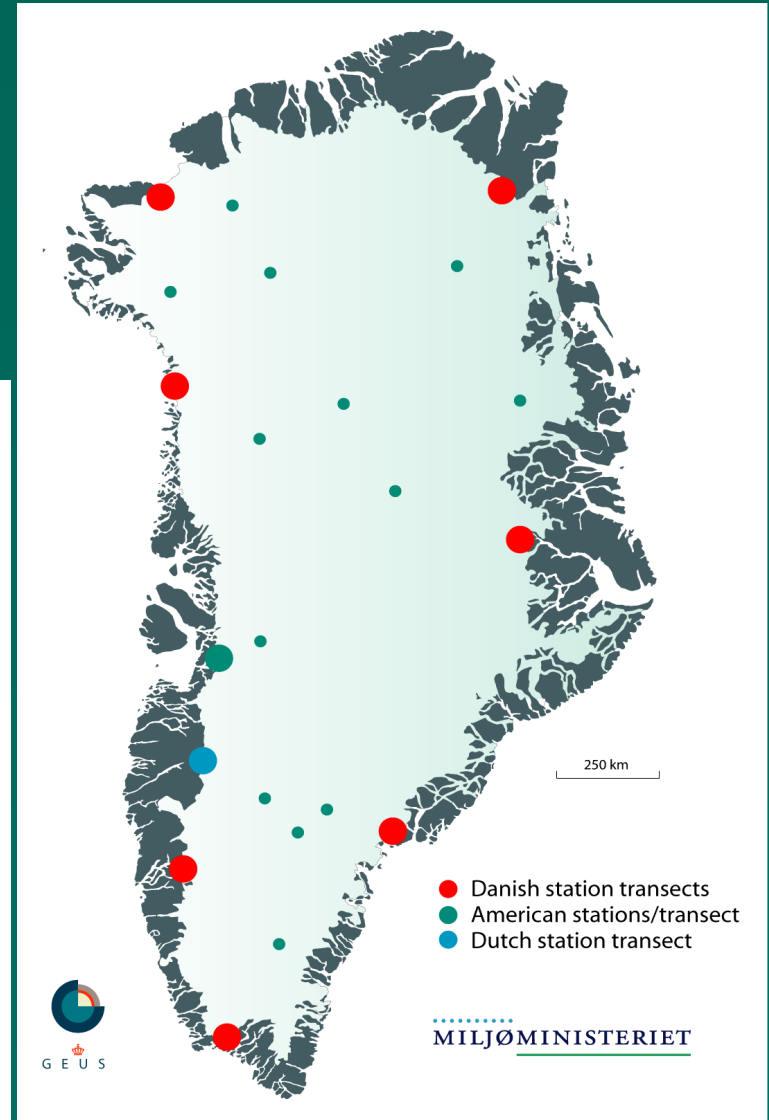 250 km
Danish station transects
American stations/transect
Dutch station transect
GEUS
MILJØMINISTERIET